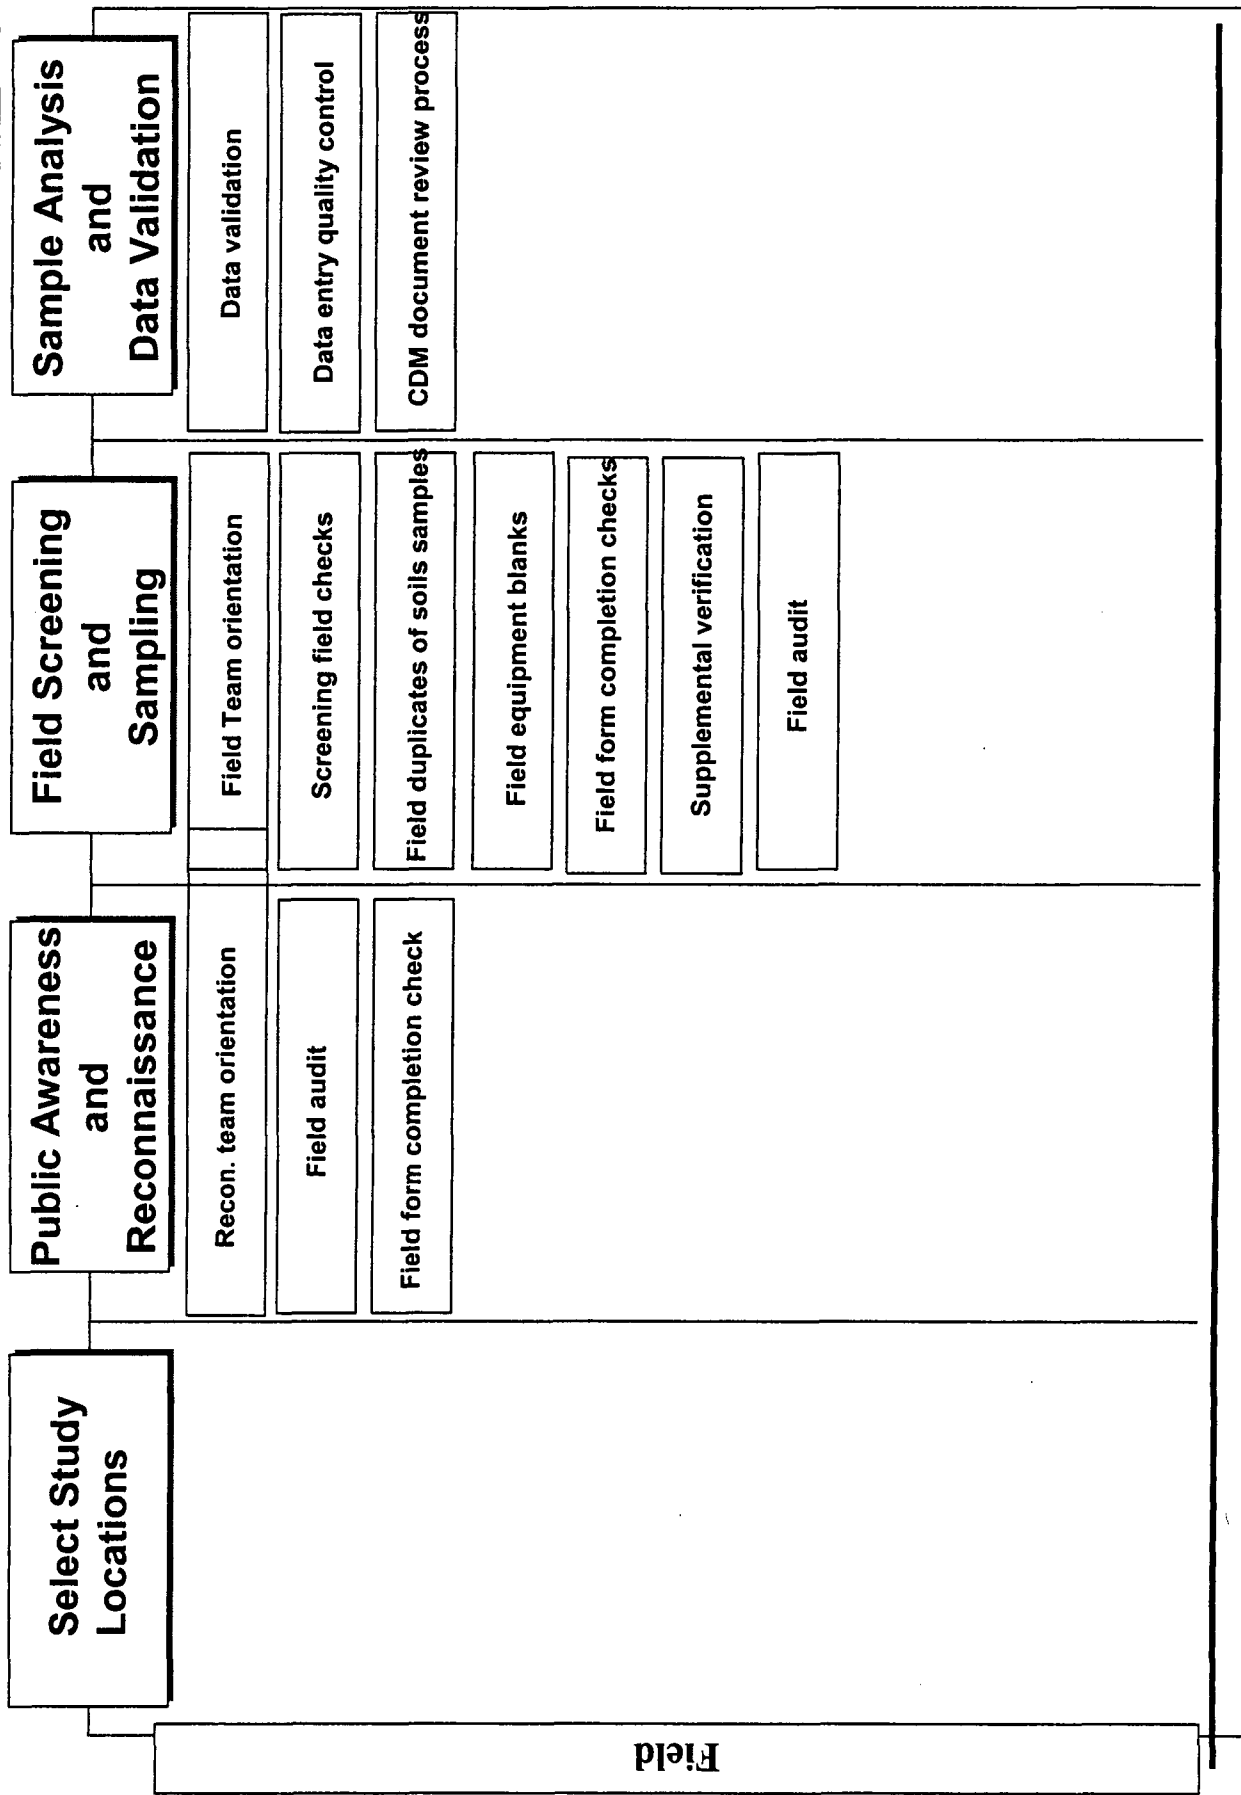 Select Study
Locations
Public Awareness
and
Reconnaissance
Field Screening
and
Sampling
Sample Analysis
and
Data Validation
Field
Recon. team orientation
Field audit
Field form completion check
Field Team orientation
Screening field checks
Field duplicates of soils samples
Field equipment blanks
Field form completion checks
Supplemental verification
Field audit
Data validation
Data entry quality control
CDM document review process